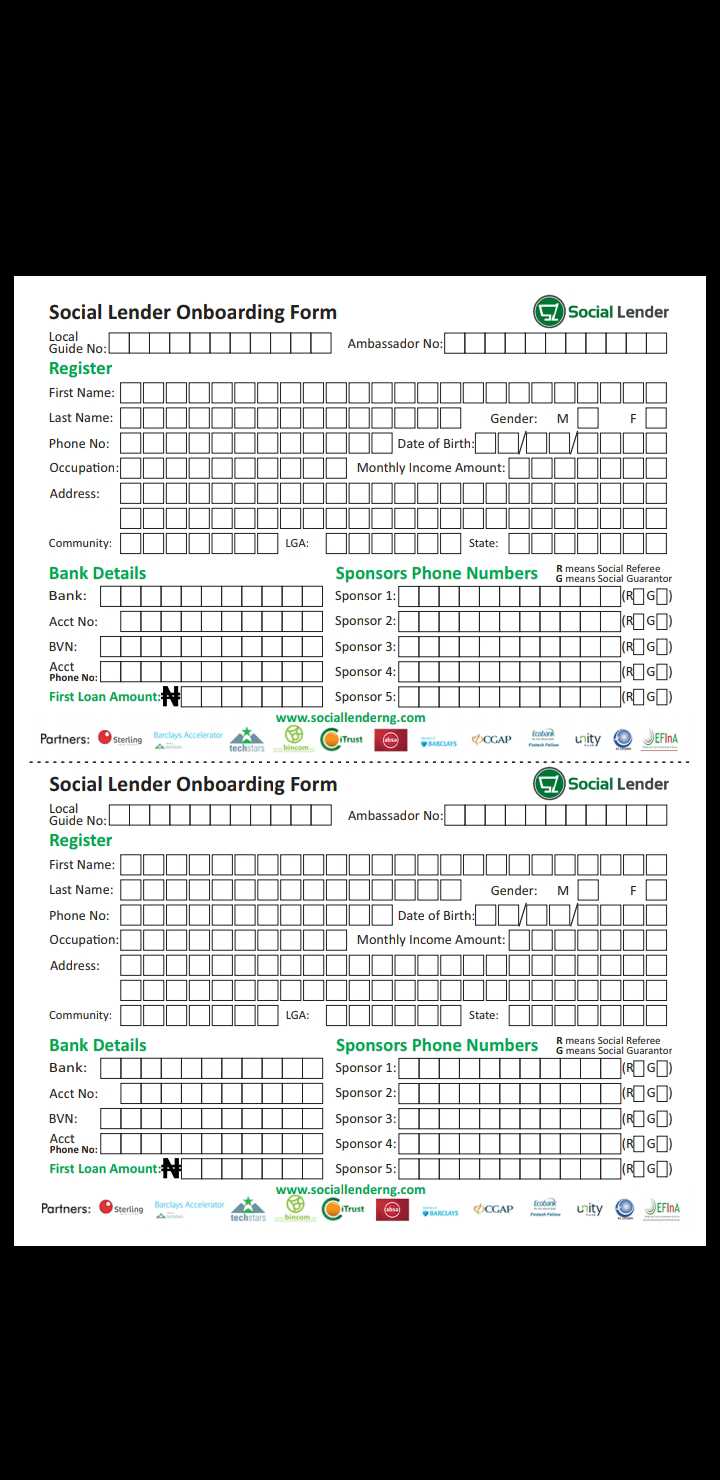 Social Lender Onboarding Form
Social Lender
Local
Guide No:
Ambassador No:
Register
First Name:
Last Name: Gender: M F
Phone No: Date of Birth: / /
Occupation: Monthly Income Amount:
Address:
Community: LGA: State:
Bank Details
Sponsors Phone Numbers
R means Social Referee
G means Social Guarantor
Bank: Sponsor 1: (R G )
Acct No: Sponsor 2: (R G )
BVN: Sponsor 3: (R G )
Acct
Phone No:
Sponsor 4: (R G )
First Loan Amount: ₦ Sponsor 5: (R G )
www.sociallenderng.com
Partners: Sterling Barclays Accelerator techstars bincom iTrust absa BARCLAYS CGAP Ecobank Fintech Fellow unity EFInA
Social Lender Onboarding Form
Social Lender
Local
Guide No:
Ambassador No:
Register
First Name:
Last Name: Gender: M F
Phone No: Date of Birth: / /
Occupation: Monthly Income Amount:
Address:
Community: LGA: State:
Bank Details
Sponsors Phone Numbers
R means Social Referee
G means Social Guarantor
Bank: Sponsor 1: (R G )
Acct No: Sponsor 2: (R G )
BVN: Sponsor 3: (R G )
Acct
Phone No:
Sponsor 4: (R G )
First Loan Amount: ₦ Sponsor 5: (R G )
www.sociallenderng.com
Partners: Sterling Barclays Accelerator techstars bincom iTrust absa BARCLAYS CGAP Ecobank Fintech Fellow unity EFInA